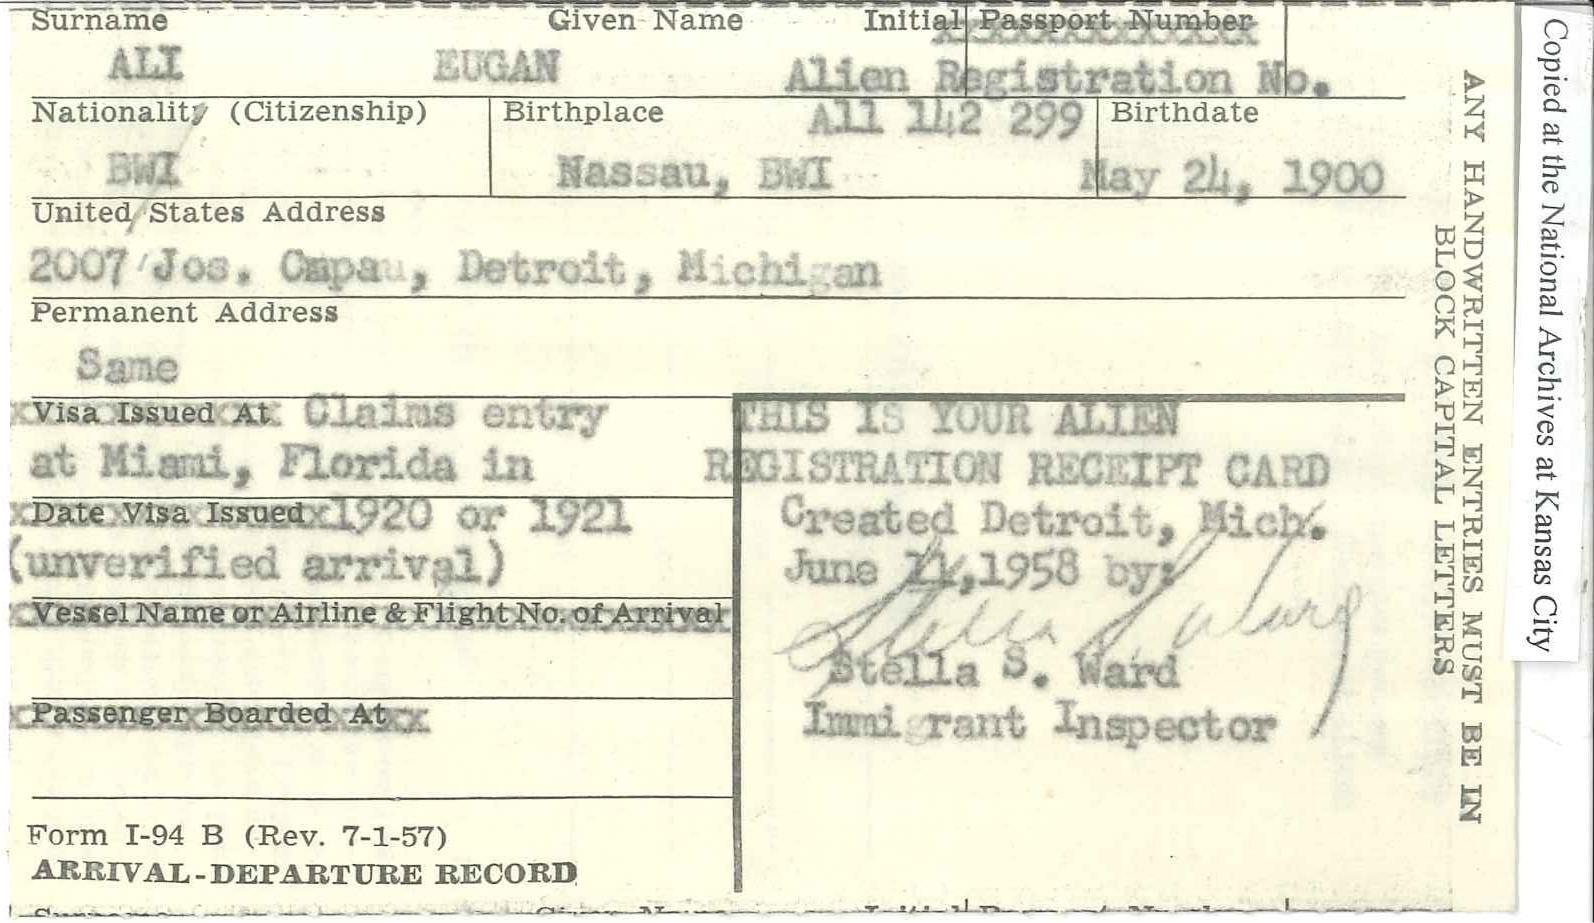 Surname Given Name Initial Passport Number
ALI EUGAN Alien Registration No.
Nationality (Citizenship) Birthplace All 142 299 Birthdate
BWI Nassau, BWI May 24, 1900
United States Address
2007 Jos. Cmpau, Detroit, Michigan
Permanent Address
Same
Visa Issued At Claims entry
at Miami, Florida in
Date Visa Issued 1920 or 1921
(unverified arrival)
Vessel Name or Airline & Flight No. of Arrival
Passenger Boarded At
THIS IS YOUR ALIEN
REGISTRATION RECEIPT CARD
Created Detroit, Mich.
June 11, 1958 by:
Stella S. Ward
Immigrant Inspector
Form I-94 B (Rev. 7-1-57)
ARRIVAL-DEPARTURE RECORD
ANY HANDWRITTEN ENTRIES MUST BE IN
BLOCK CAPITAL LETTERS
Copied at the National Archives at Kansas City